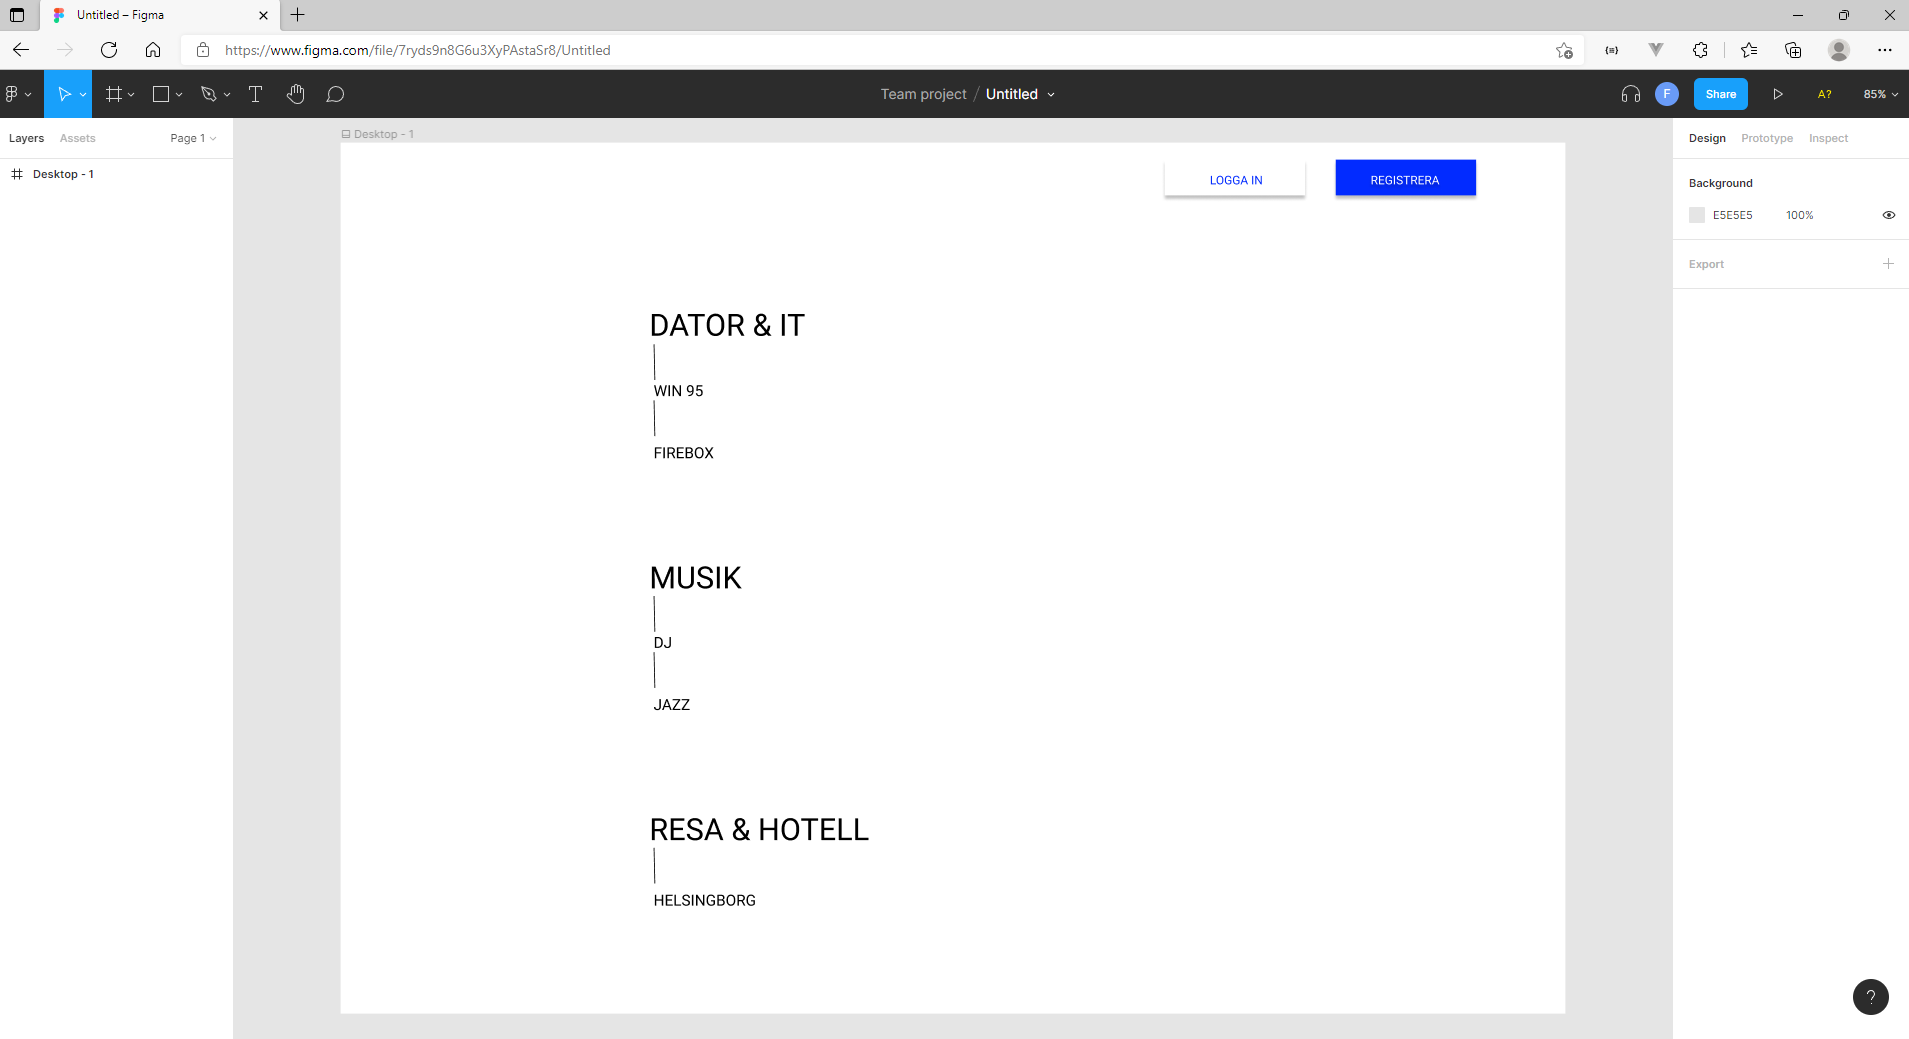 Untitled – Figma
https://www.figma.com/file/7ryds9n8G6u3XyPAstaSr8/Untitled
Team project / Untitled
F
Share
A?
85%
Layers
Assets
Page 1
Desktop - 1
Desktop - 1
LOGGA IN
REGISTRERA
DATOR & IT
WIN 95
FIREBOX
MUSIK
DJ
JAZZ
RESA & HOTELL
HELSINGBORG
Design
Prototype
Inspect
Background
E5E5E5
100%
Export
?